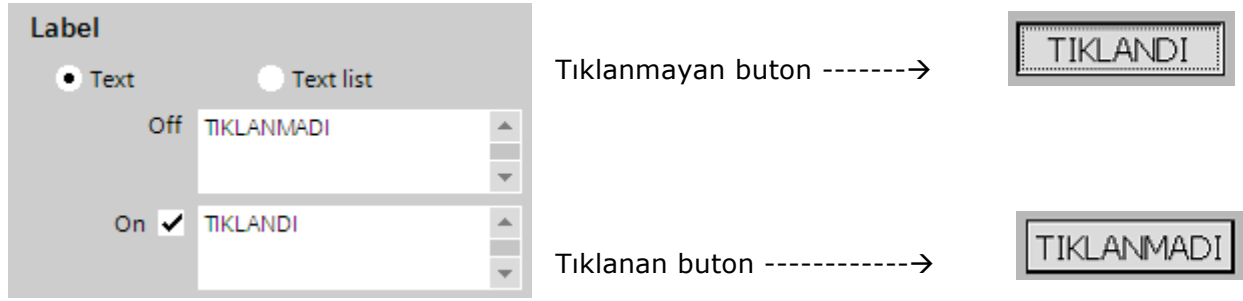 Label
Text Text list
Off TIKLANMADI
On TIKLANDI
Tıklanmayan buton -------→ TIKLANDI
Tıklanan buton ------------→ TIKLANMADI